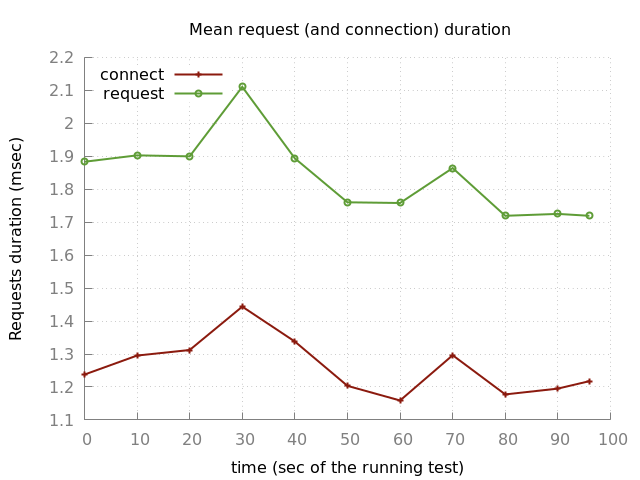 Mean request (and connection) duration
2.2
2.1
2
1.9
1.8
1.7
1.6
1.5
1.4
1.3
1.2
1.1
connect
request
Requests duration (msec)
0 10 20 30 40 50 60 70 80 90 100
time (sec of the running test)